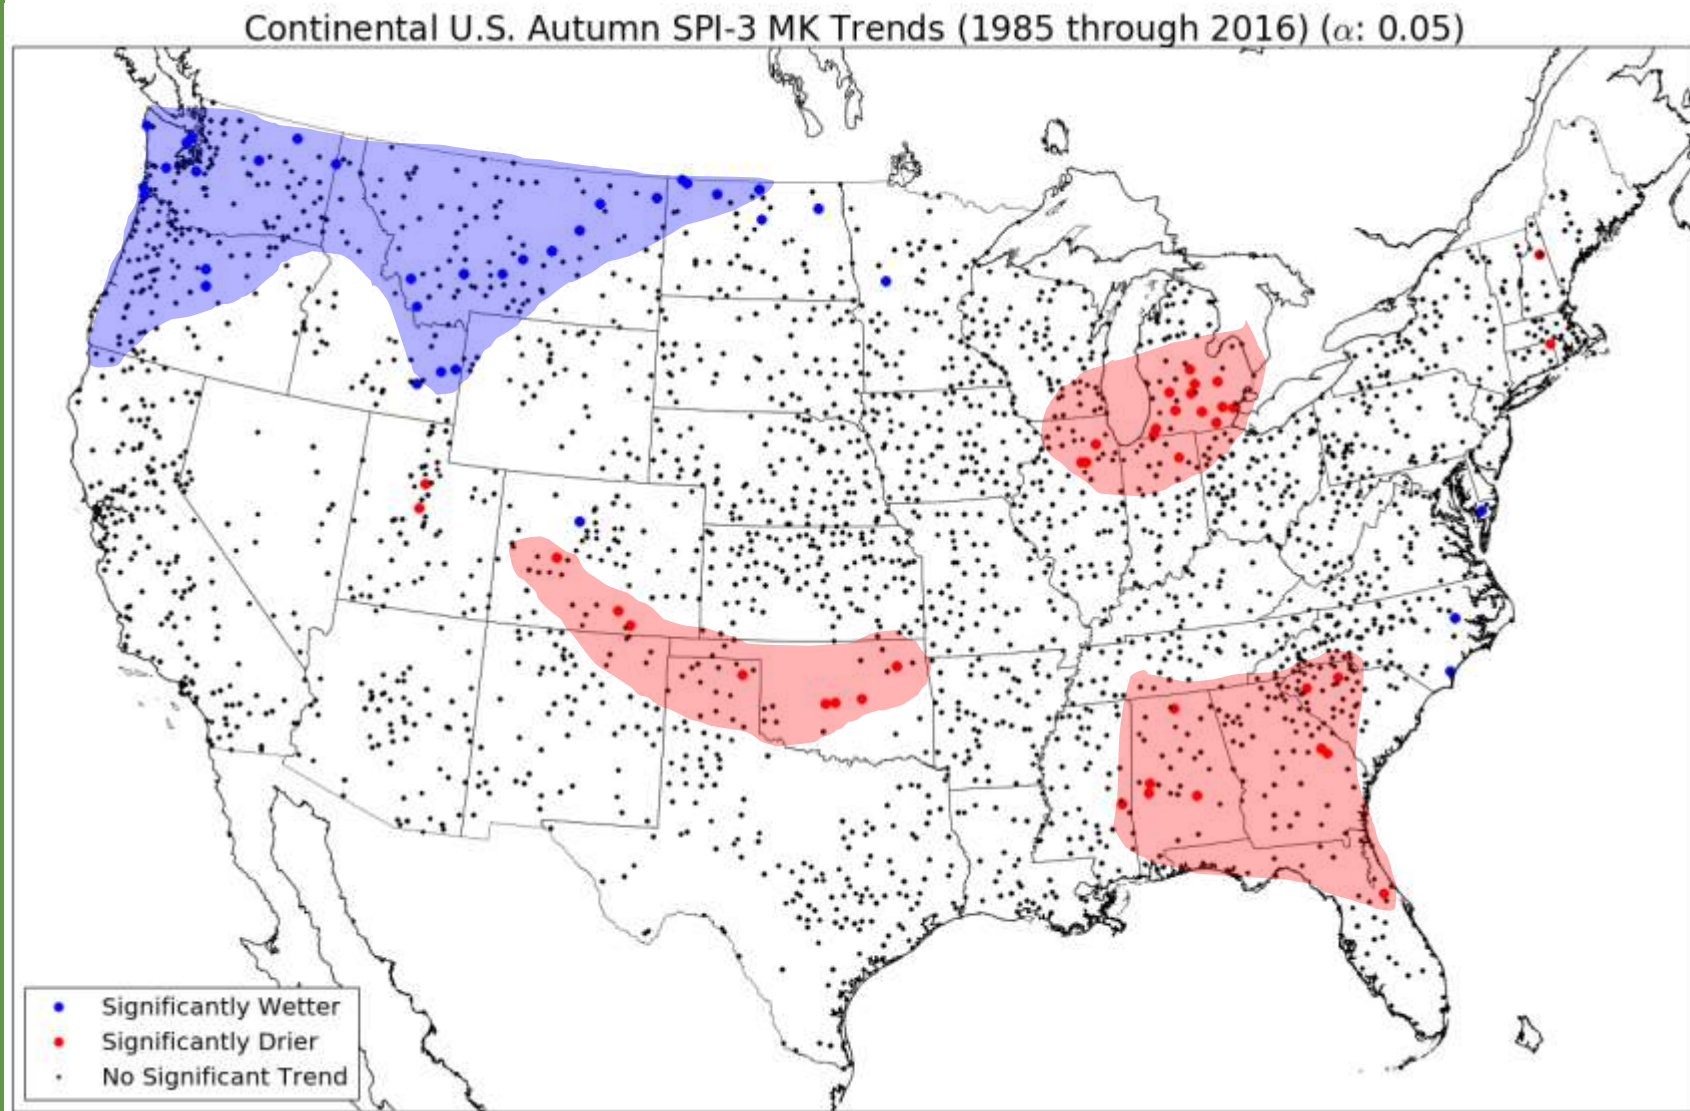 Continental U.S. Autumn SPI-3 MK Trends (1985 through 2016) (α: 0.05)
Significantly Wetter
Significantly Drier
No Significant Trend